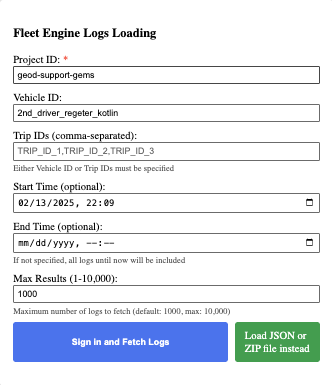 Fleet Engine Logs Loading
Project ID: *
geod-support-gems
Vehicle ID:
2nd_driver_regeter_kotlin
Trip IDs (comma-separated):
TRIP_ID_1,TRIP_ID_2,TRIP_ID_3
Either Vehicle ID or Trip IDs must be specified
Start Time (optional):
02/13/2025, 22:09
End Time (optional):
mm/dd/yyyy, --:--
If not specified, all logs until now will be included
Max Results (1-10,000):
1000
Maximum number of logs to fetch (default: 1000, max: 10,000)
Sign in and Fetch Logs
Load JSON or
ZIP file instead